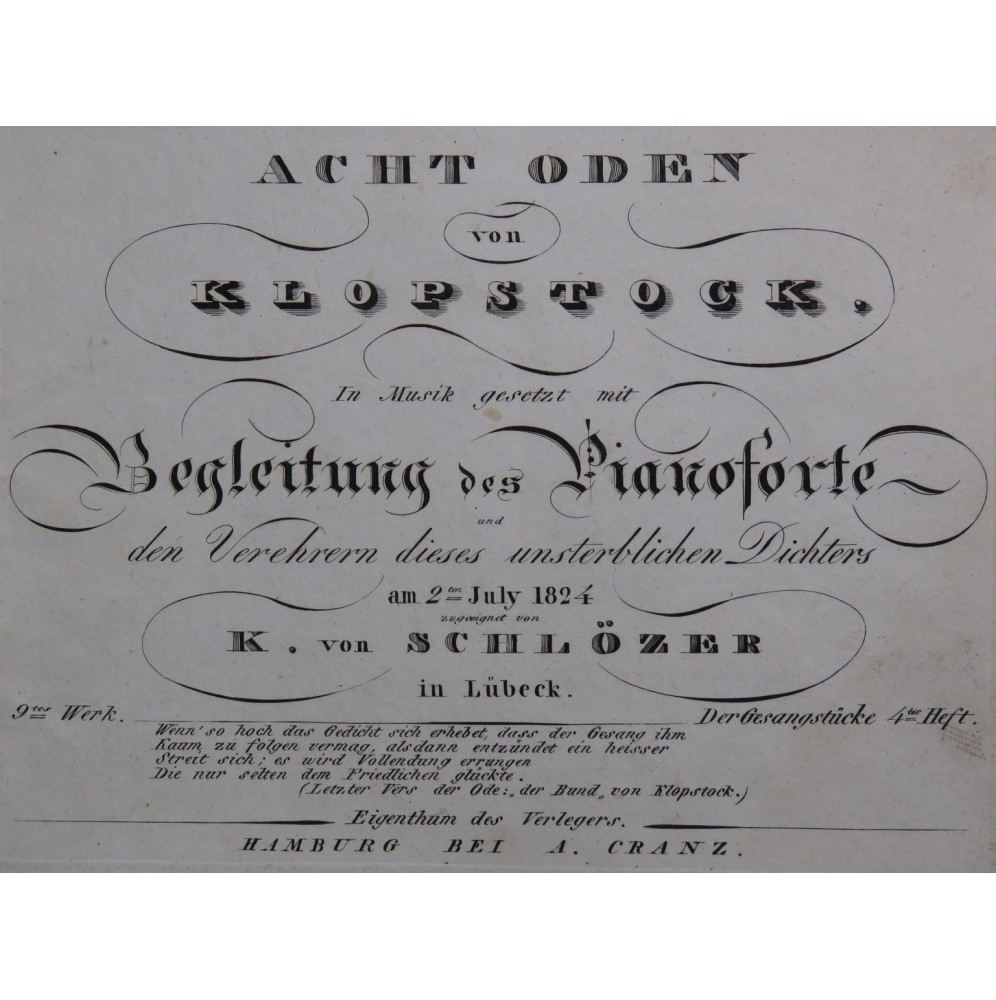 ACHT ODEN
von
KLOPSTOCK.
In Musik gesetzt mit
Begleitung des Pianoforte
und
den Verehrern dieses unsterblichen Dichters
am 2ten July 1824
zugeeignet von
K. von SCHLÖZER
in Lübeck.
9tes Werk. Der Gesangstücke 4tes Heft.
Wenn' so hoch das Gedicht sich erhebet, dass der Gesang ihm
Kaum zu folgen vermag, alsdann entzündet ein heisser
Streit sich; es wird Vollendung errungen
Die nur selten dem Friedlichen glückte.
(Letzter Vers der Ode: „der Bund„ von Klopstock.)
Eigenthum des Verlegers.
HAMBURG BEI A. CRANZ.